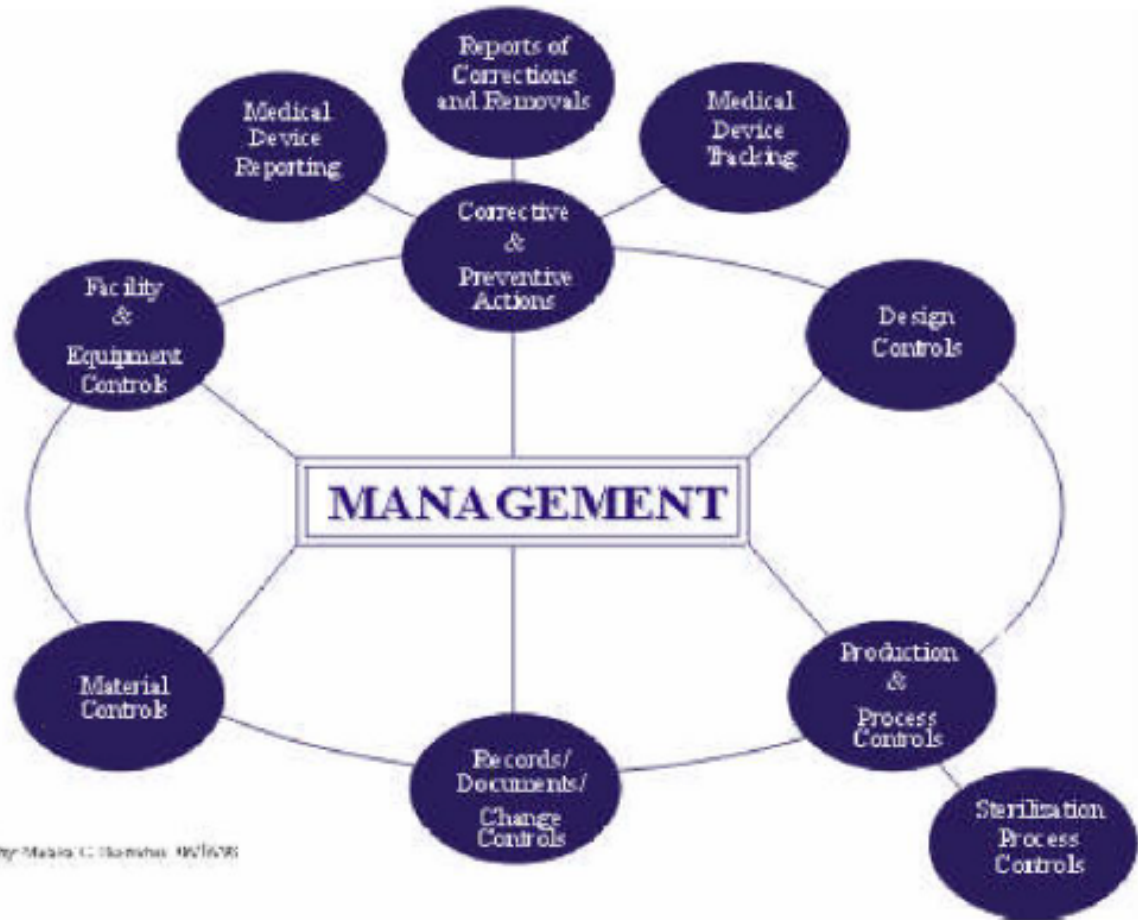 Reports of
Corrections
and Removals
Medical
Device
Reporting
Medical
Device
Tracking
Corrective
&
Preventive
Actions
Facility
&
Equipment
Controls
Design
Controls
MANAGEMENT
Material
Controls
Production
&
Process
Controls
Records/
Documents/
Change
Controls
Sterilization
Process
Controls